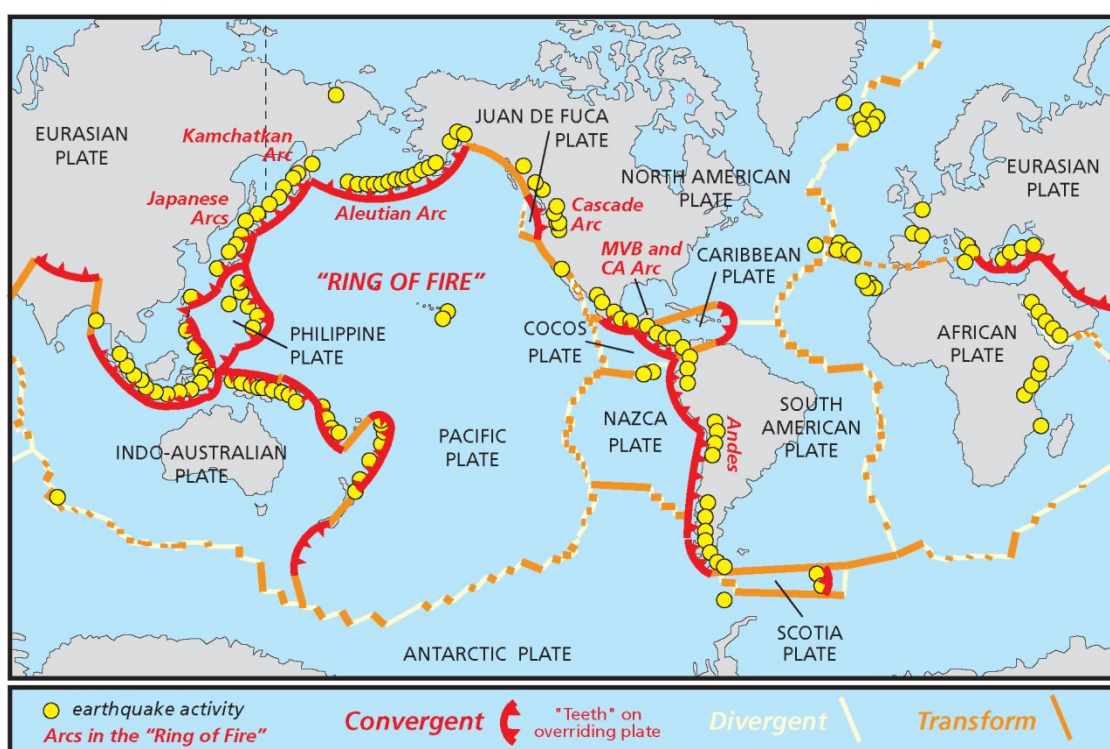 EURASIAN
PLATE
Kamchatkan
Arc
Japanese
Arcs
Aleutian Arc
JUAN DE FUCA
PLATE
NORTH AMERICAN
PLATE
EURASIAN
PLATE
Cascade
Arc
MVB and
CA Arc
CARIBBEAN
PLATE
"RING OF FIRE"
PHILIPPINE
PLATE
COCOS
PLATE
AFRICAN
PLATE
INDO-AUSTRALIAN
PLATE
PACIFIC
PLATE
NAZCA
PLATE
Andes
SOUTH
AMERICAN
PLATE
ANTARCTIC PLATE
SCOTIA
PLATE
earthquake activity
Arcs in the "Ring of Fire"
Convergent
"Teeth" on
overriding plate
Divergent
Transform